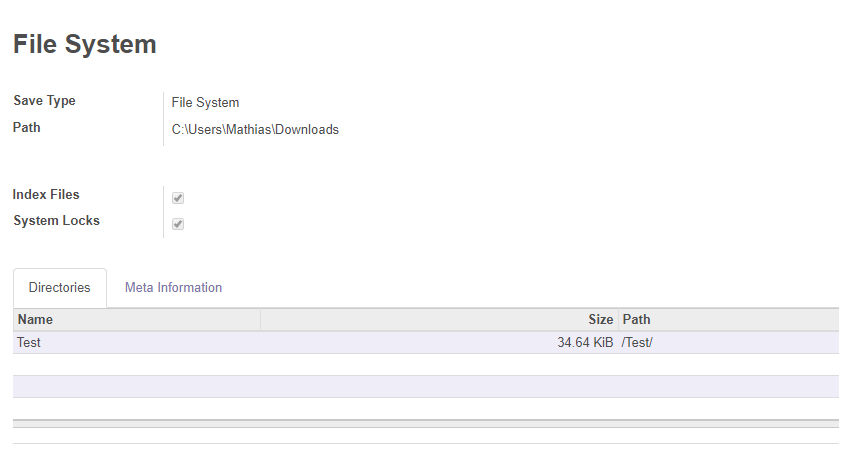 File System
Save Type File System
Path C:\Users\Mathias\Downloads
Index Files
System Locks
Directories Meta Information
Name Size Path
Test 34.64 KiB /Test/